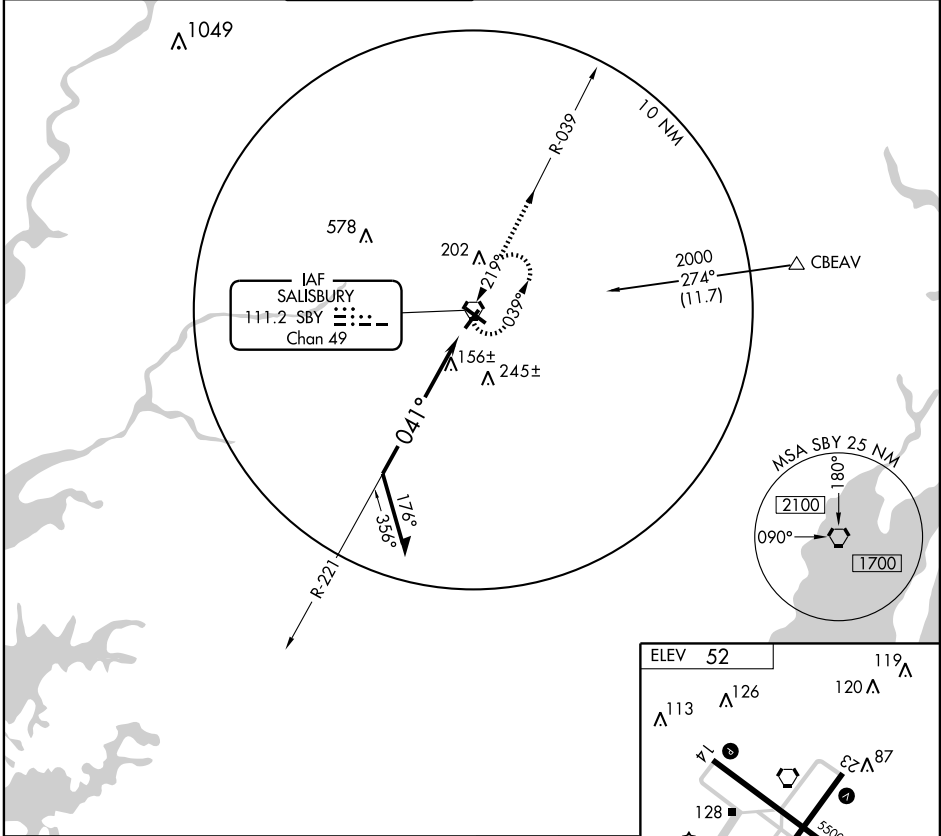 1049
10 NM
R-039
578
202
219°
039°
2000
274°
(11.7)
CBEAV
IAF
SALISBURY
111.2 SBY
Chan 49
156±
245±
041°
176°
356°
R-221
MSA SBY 25 NM
180°
2100
090°
1700
ELEV 52
119
120
126
113
14
P
23
87
V
128
5500